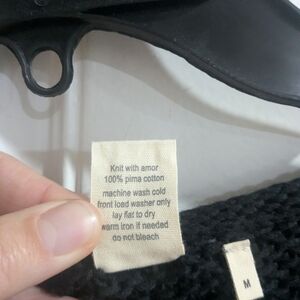 Knit with amor
100% pima cotton
machine wash cold
front load washer only
lay flat to dry
warm iron if needed
do not bleach
M